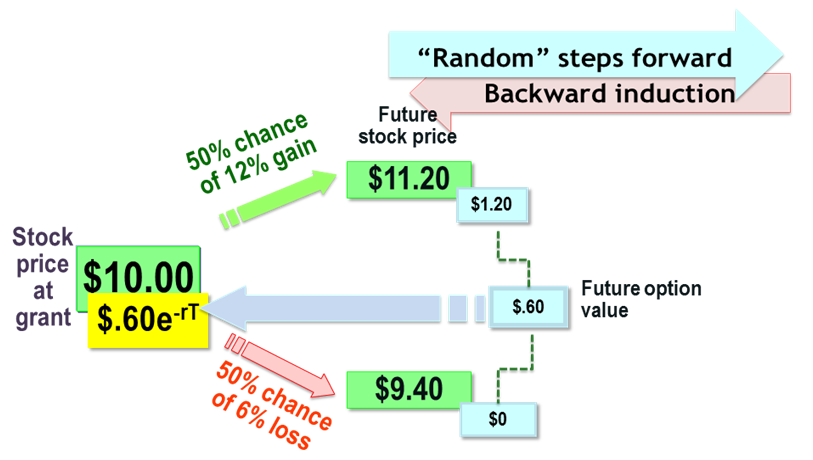 “Random” steps forward
Backward induction
Future
stock price
50% chance
of 12% gain
$11.20
$1.20
Stock
price
at
grant
$10.00
$.60e-rT
$.60
Future option
value
50% chance
of 6% loss
$9.40
$0